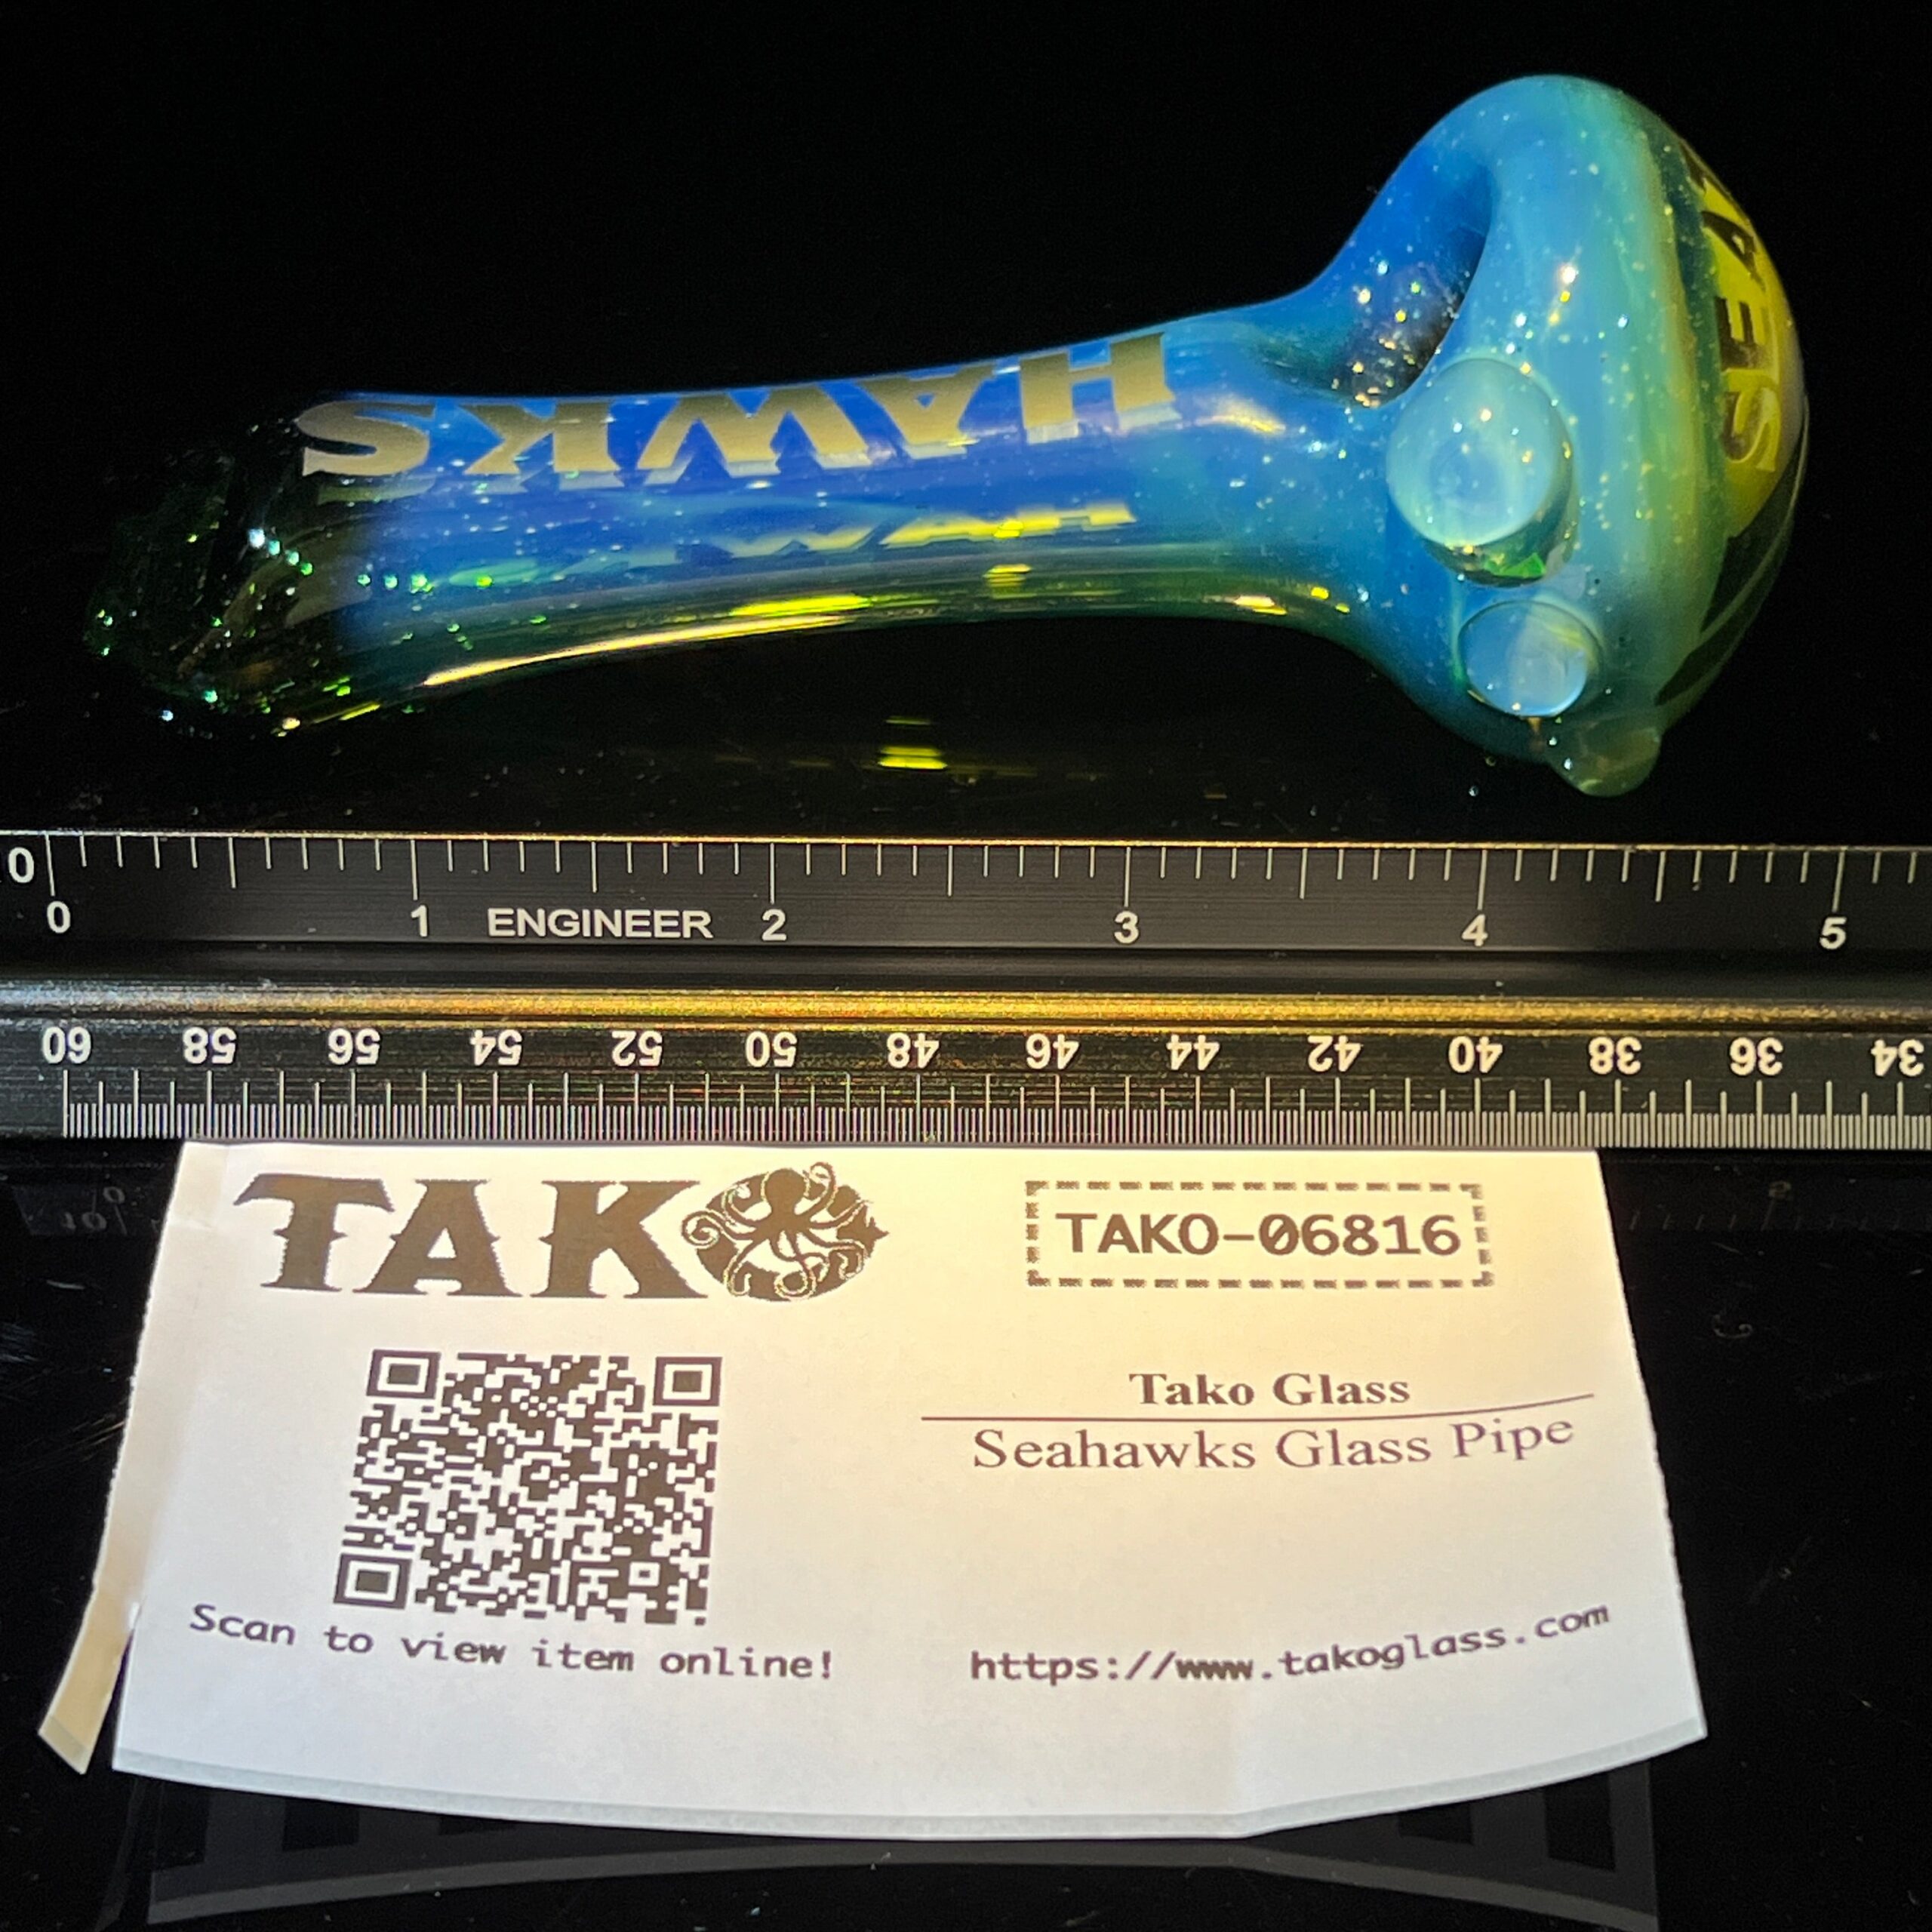 SEA
HAWKS
0
0 1 ENGINEER 2 3 4 5
60 58 56 54 52 50 48 46 44 42 40 38 36 34
TAKO
TAKO-06816
Tako Glass
Seahawks Glass Pipe
Scan to view item online!
https://www.takoglass.com